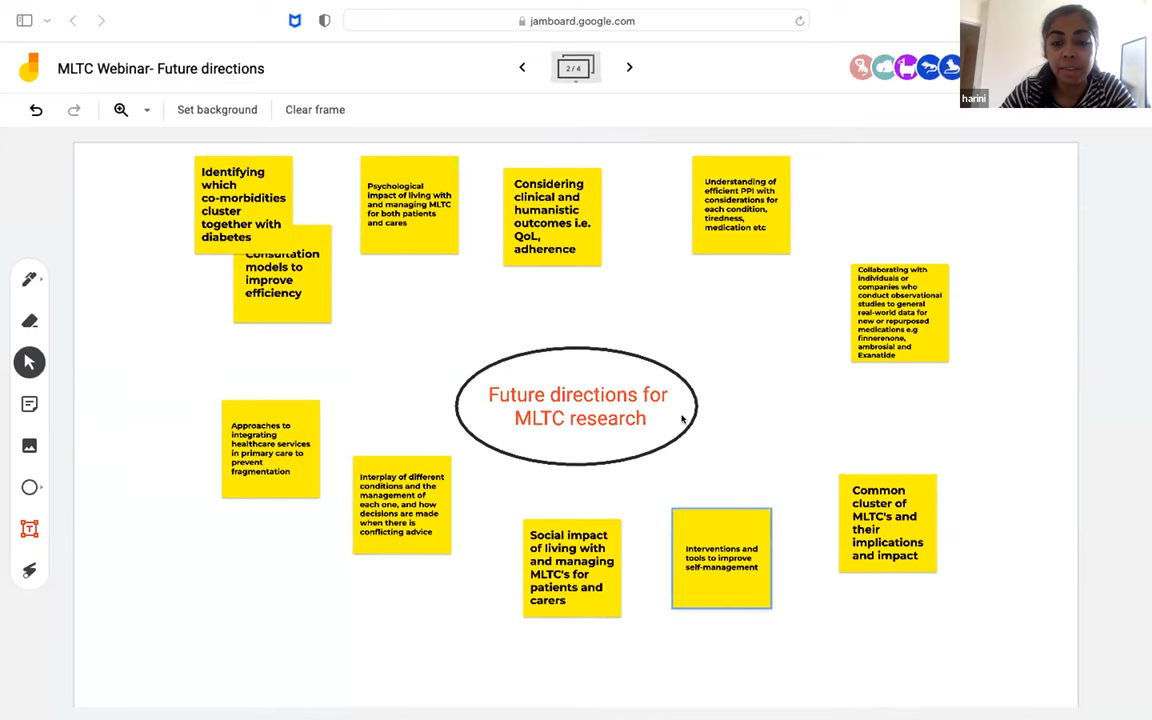 jamboard.google.com
MLTC Webinar- Future directions
2/4
Set background
Clear frame
harini
Identifying
which
co-morbidities
cluster
together with
diabetes
Consultation
models to
improve
efficiency
Psychological
impact of living with
and managing MLTC
for both patients
and cares
Considering
clinical and
humanistic
outcomes i.e.
QoL,
adherence
Understanding of
efficient PPI with
considerations for
each condition,
tiredness,
medication etc
Collaborating with
individuals or
companies who
conduct observational
studies to general
real-world data for
new or repurposed
medications e.g
finnerenone,
ambrosial and
Exanatide
Future directions for
MLTC research
Approaches to
integrating
healthcare services
in primary care to
prevent
fragmentation
Interplay of different
conditions and the
management of
each one, and how
decisions are made
when there is
conflicting advice
Social impact
of living with
and managing
MLTC's for
patients and
carers
Interventions and
tools to improve
self-management
Common
cluster of
MLTC's and
their
implications
and impact